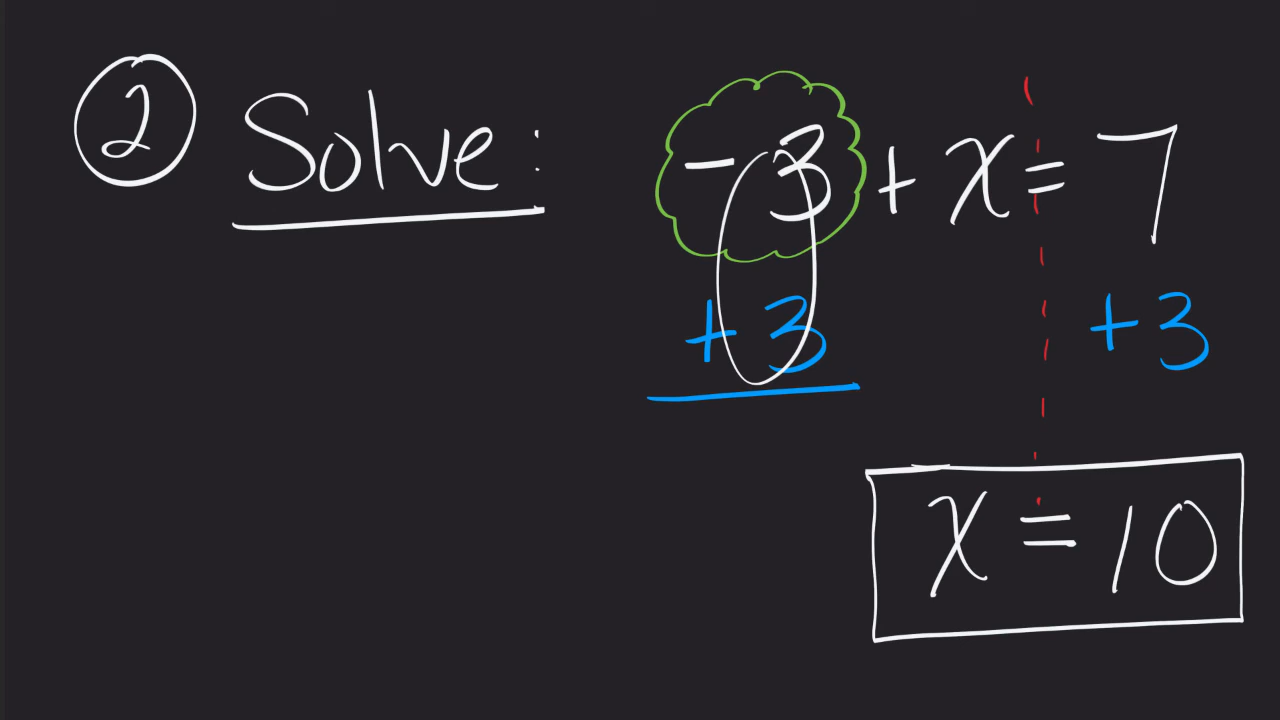 ② Solve: - 3 + x = 7
+ 3 + 3
x = 10